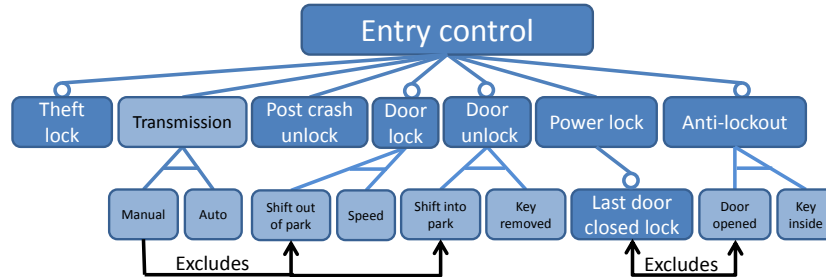 Entry control
Theft
lock
Transmission
Post crash
unlock
Door
lock
Door
unlock
Power lock
Anti-lockout
Manual
Auto
Shift out
of park
Speed
Shift into
park
Key
removed
Last door
closed lock
Door
opened
Key
inside
Excludes
Excludes